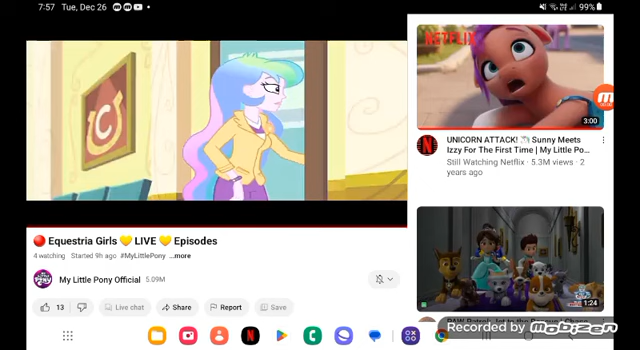 7:57 Tue, Dec 26
99%
C
NETFLIX
3:00
UNICORN ATTACK! Sunny Meets
Izzy For The First Time | My Little Po...
Still Watching Netflix · 5.3M views · 2
years ago
Equestria Girls 💛 LIVE 💛 Episodes
4 watching Started 9h ago #MyLittlePony ...more
My Little Pony Official 5.09M
13 Live chat Share Report Save
1:24
Recorded by mobizen